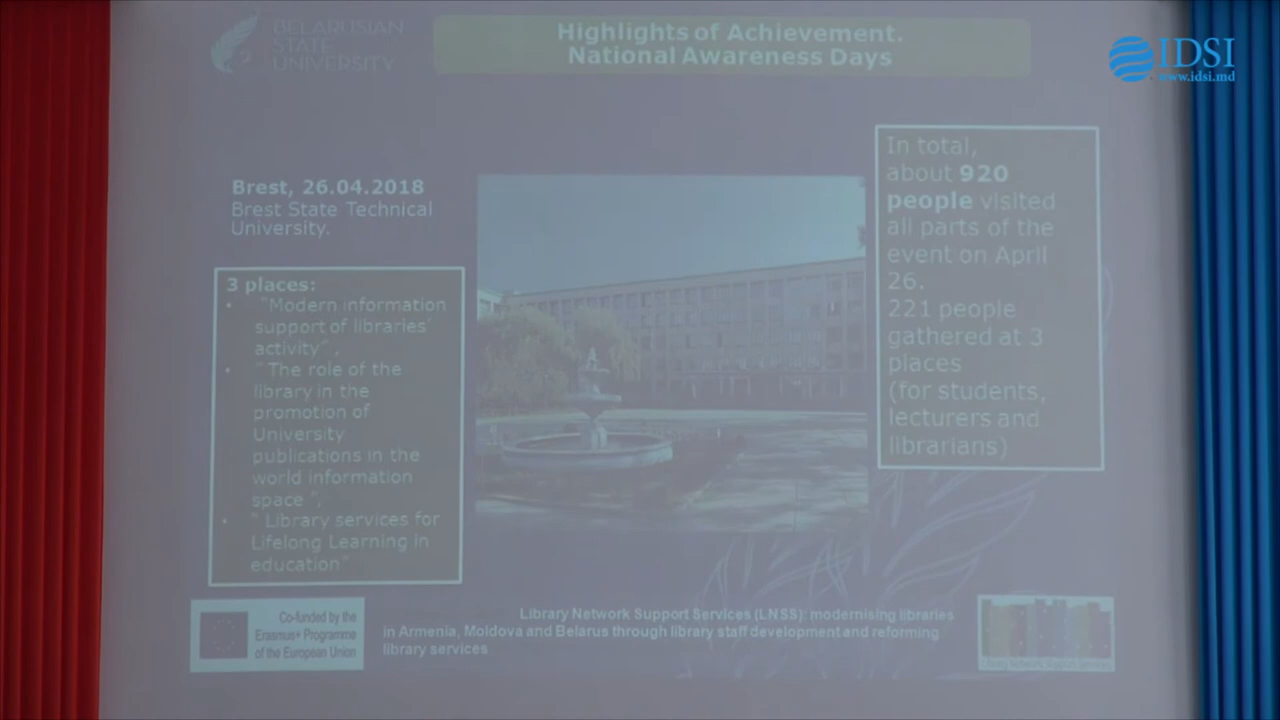 BELARUSIAN
STATE
UNIVERSITY
Highlights of Achievement.
National Awareness Days
IDSI
www.idsi.md
Brest, 26.04.2018
Brest State Technical
University.
3 places:
• "Modern information
support of libraries'
activity",
• "The role of the
library in the
promotion of
University
publications in the
world information
space ",
• " Library services for
Lifelong Learning in
education"
In total,
about 920
people visited
all parts of the
event on April
26.
221 people
gathered at 3
places
(for students,
lecturers and
librarians)
Co-funded by the
Erasmus+ Programme
of the European Union
Library Network Support Services (LNSS): modernising libraries
in Armenia, Moldova and Belarus through library staff development and reforming
library services
Library Network Support Services